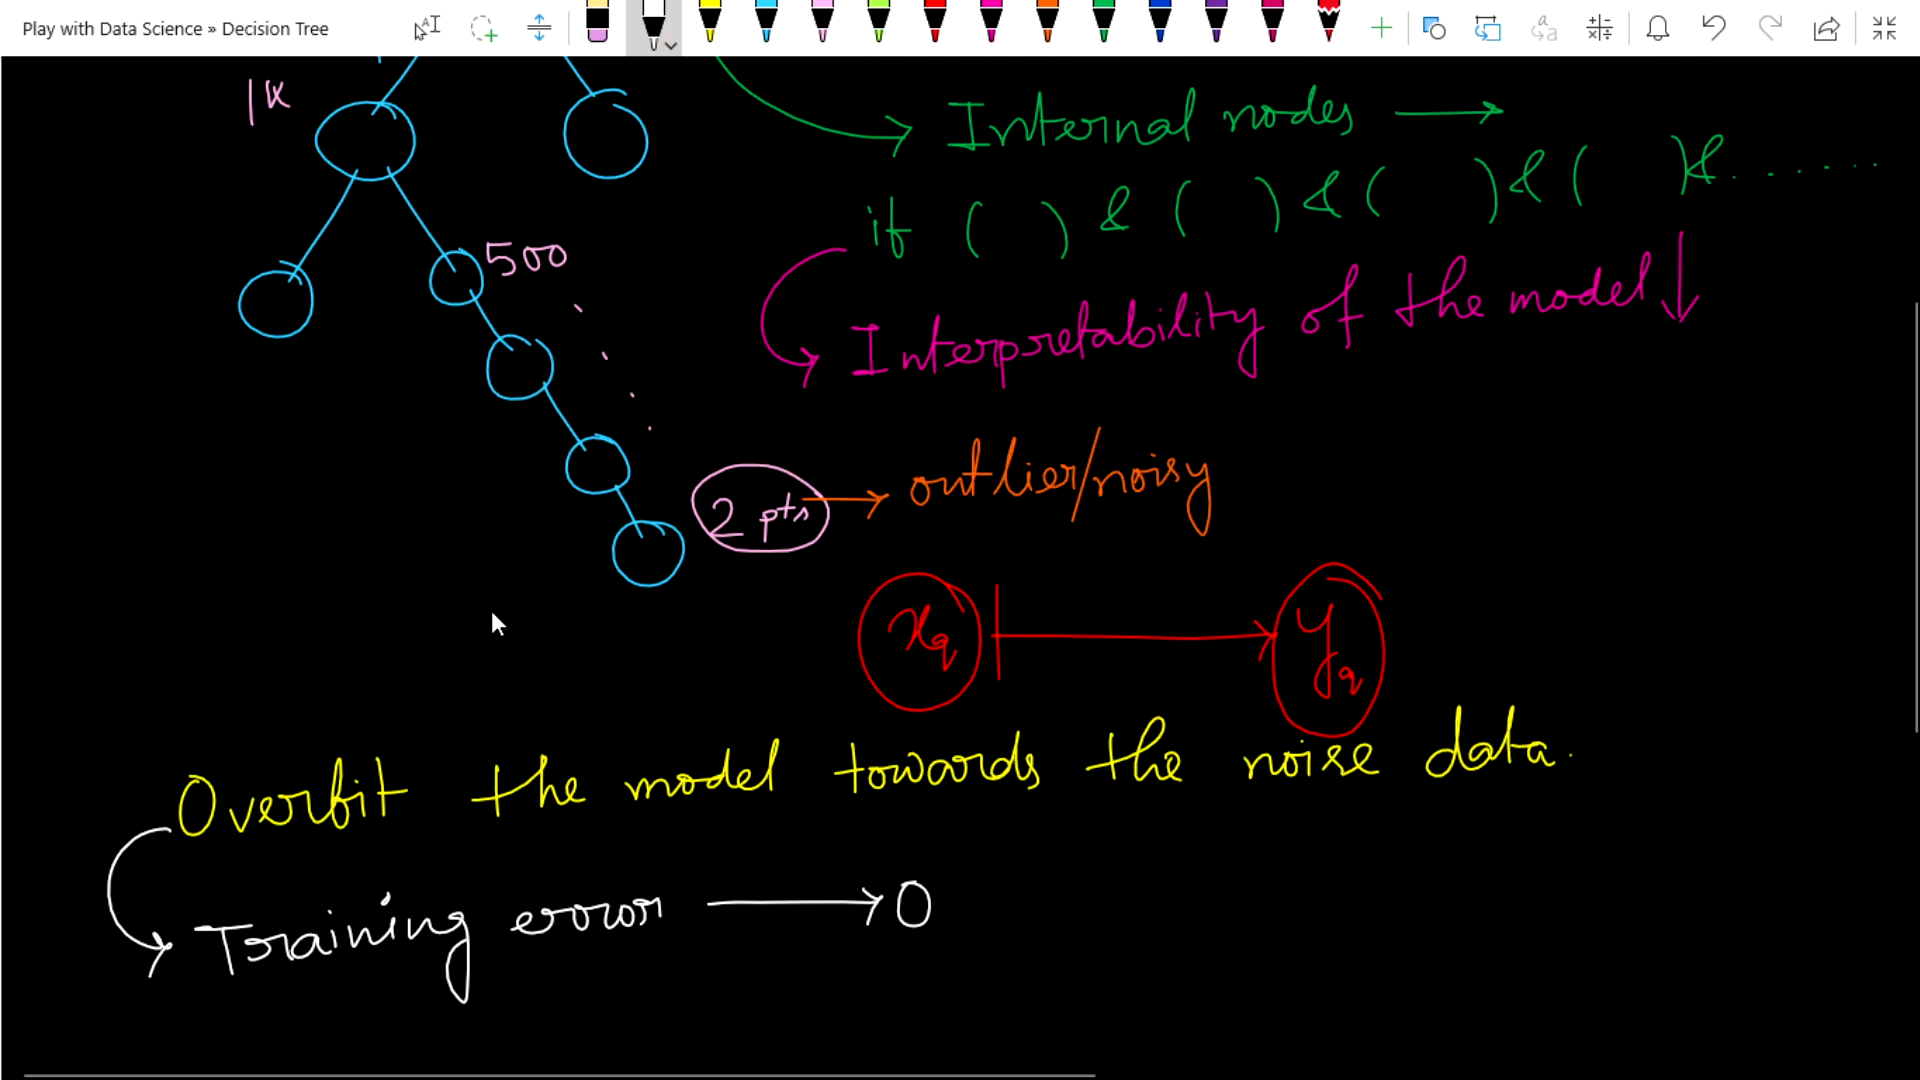 Play with Data Science » Decision Tree
1K
Internal nodes →
if ( ) & ( ) & ( ) & ( ) & .......
500
Interpretability of the model ↓
2 pts → outlier/noisy
xq → yq
Overfit the model towards the noise data.
Training error → 0